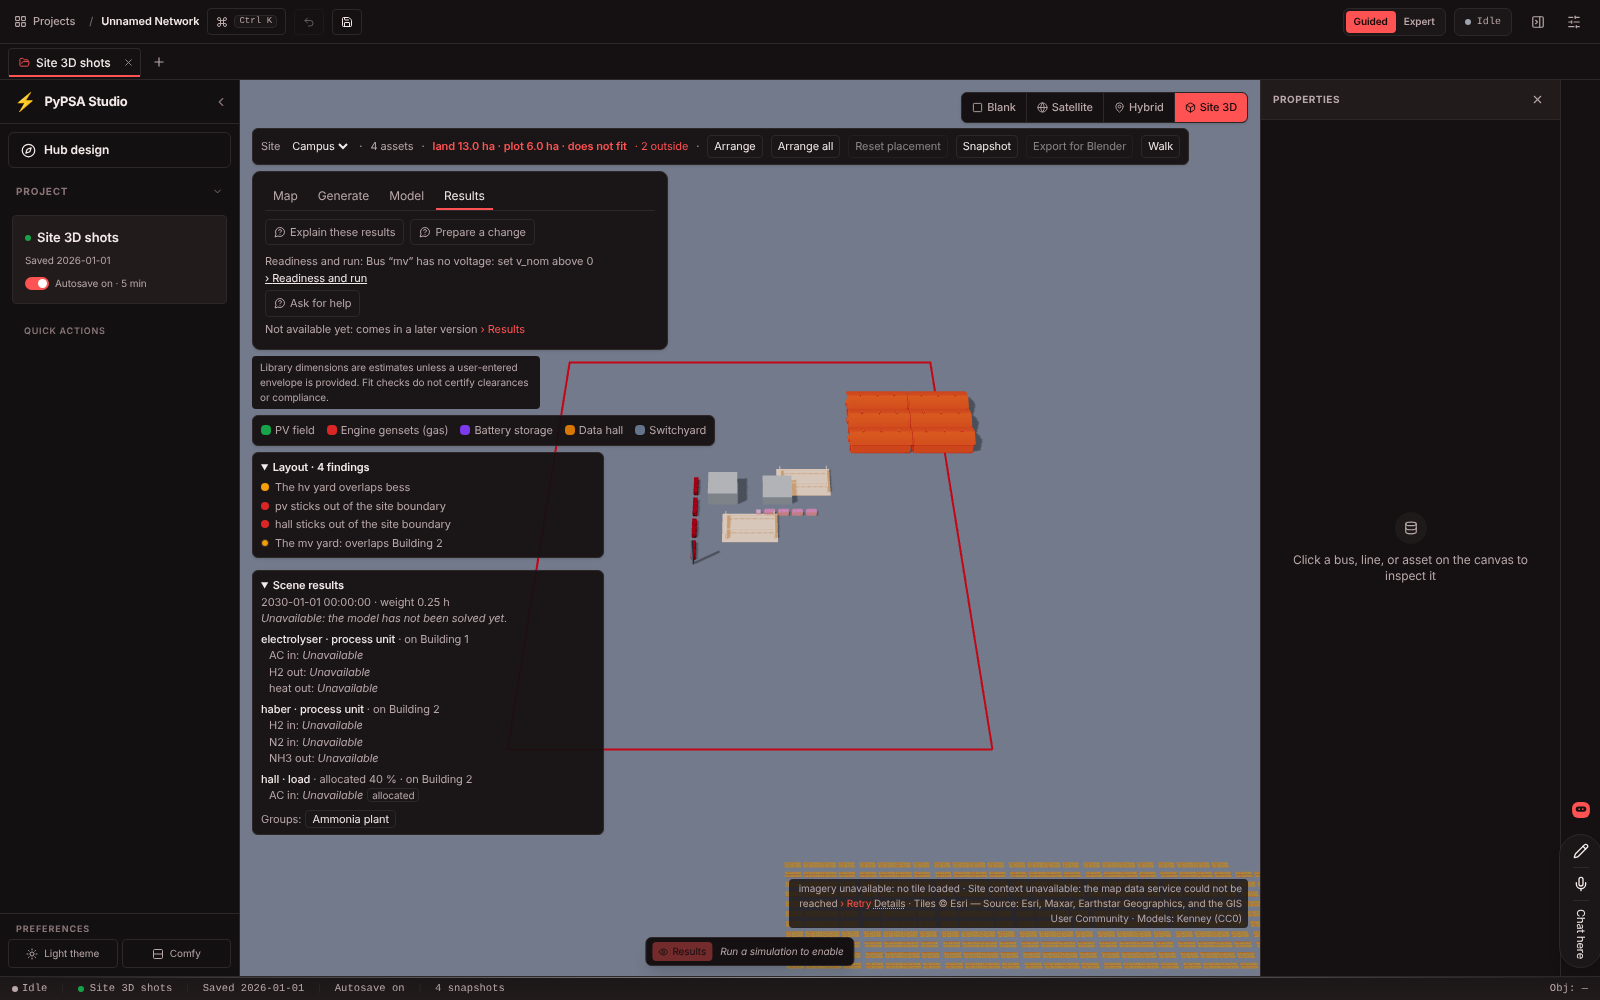 Projects / Unnamed Network ⌘ Ctrl K
Guided Expert Idle
Site 3D shots
PyPSA Studio
Hub design
PROJECT
Site 3D shots
Saved 2026-01-01
Autosave on · 5 min
QUICK ACTIONS
Blank Satellite Hybrid Site 3D
Site Campus · 4 assets · land 13.0 ha · plot 6.0 ha · does not fit · 2 outside · Arrange Arrange all Reset placement Snapshot Export for Blender Walk
Map Generate Model Results
Explain these results Prepare a change
Readiness and run: Bus “mv” has no voltage: set v_nom above 0
› Readiness and run
Ask for help
Not available yet: comes in a later version › Results
Library dimensions are estimates unless a user-entered
envelope is provided. Fit checks do not certify clearances
or compliance.
PV field Engine gensets (gas) Battery storage Data hall Switchyard
▼ Layout · 4 findings
The hv yard overlaps bess
pv sticks out of the site boundary
hall sticks out of the site boundary
The mv yard: overlaps Building 2
▼ Scene results
2030-01-01 00:00:00 · weight 0.25 h
Unavailable: the model has not been solved yet.
electrolyser · process unit · on Building 1
AC in: Unavailable
H2 out: Unavailable
heat out: Unavailable
haber · process unit · on Building 2
H2 in: Unavailable
N2 in: Unavailable
NH3 out: Unavailable
hall · load · allocated 40 % · on Building 2
AC in: Unavailable allocated
Groups: Ammonia plant
imagery unavailable: no tile loaded · Site context unavailable: the map data service could not be
reached › Retry Details · Tiles © Esri — Source: Esri, Maxar, Earthstar Geographics, and the GIS
User Community · Models: Kenney (CC0)
Results Run a simulation to enable
PROPERTIES
Click a bus, line, or asset on the canvas to
inspect it
Chat here
PREFERENCES
Light theme Comfy
Idle Site 3D shots Saved 2026-01-01 Autosave on 4 snapshots Obj: —